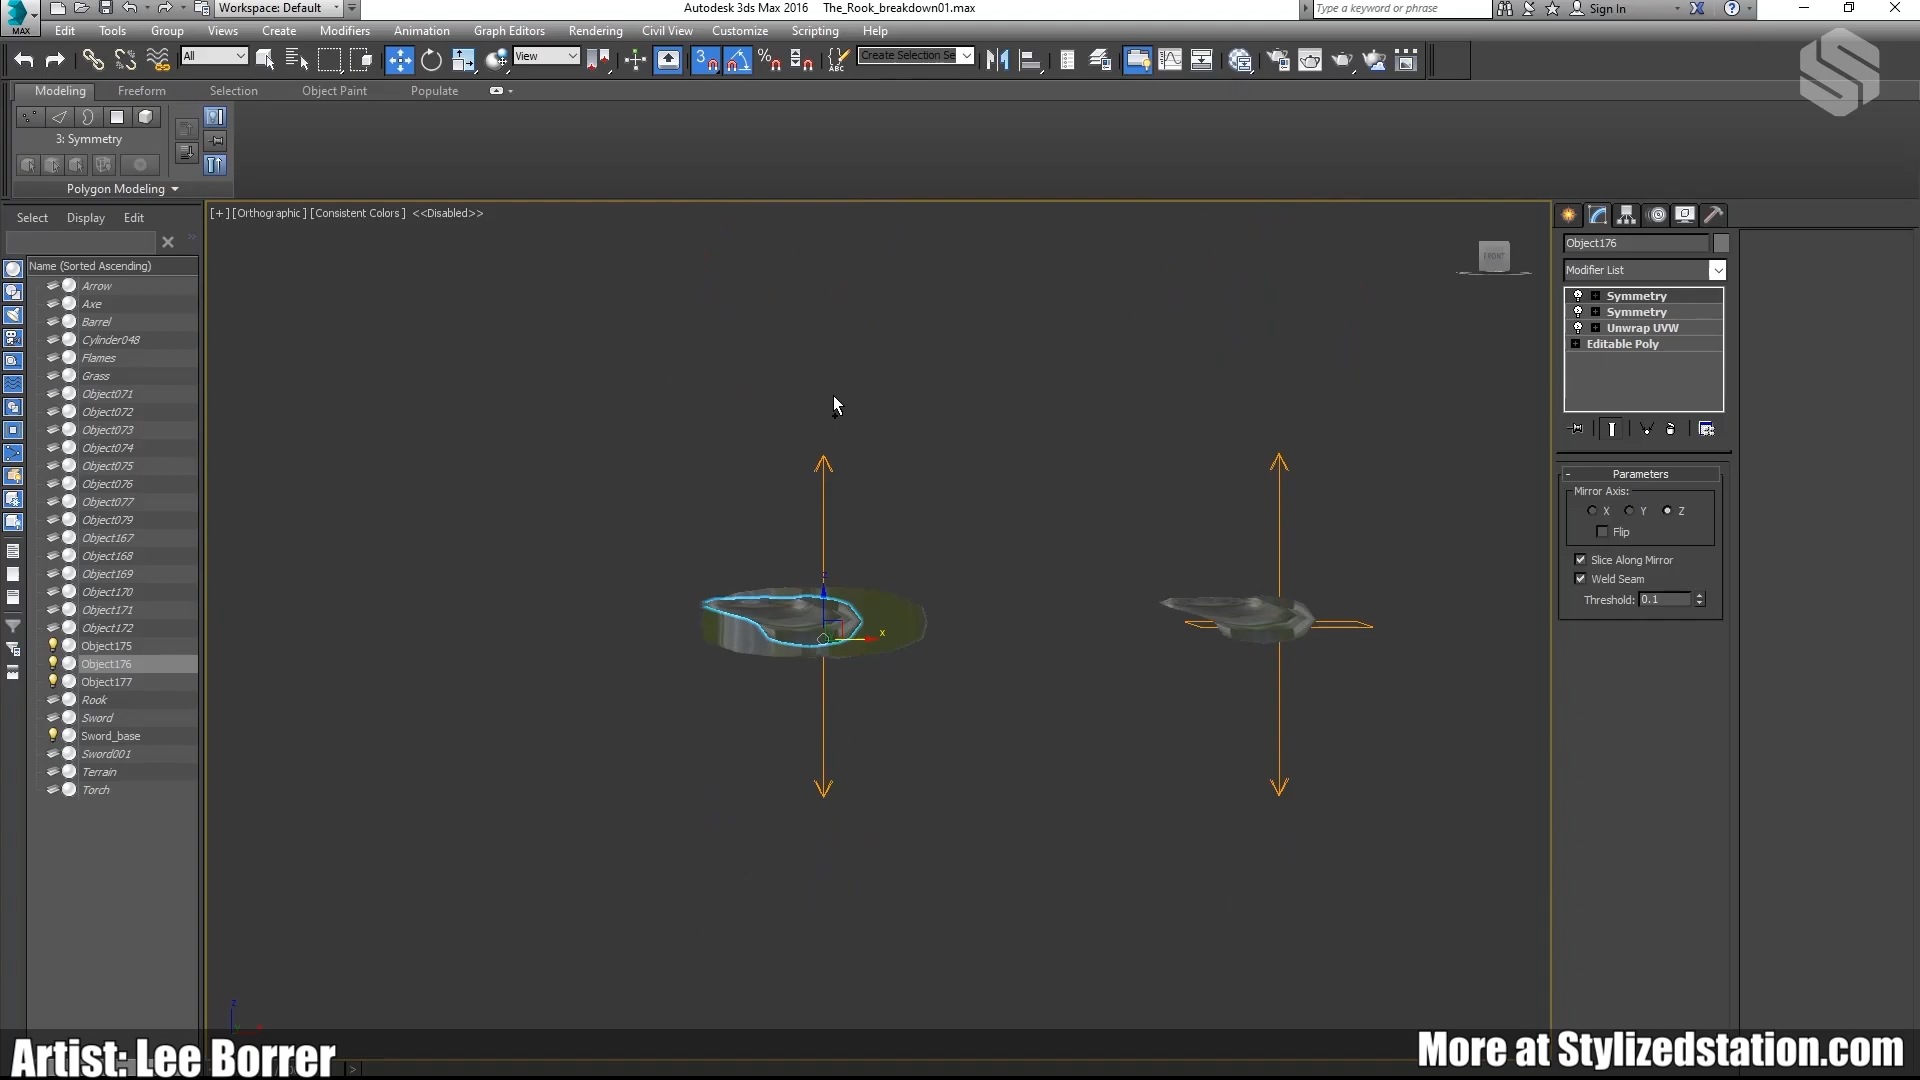 Workspace: Default
Autodesk 3ds Max 2016 The_Rook_breakdown01.max
Type a keyword or phrase
Sign In
MAX
Edit Tools Group Views Create Modifiers Animation Graph Editors Rendering Civil View Customize Scripting Help
All
View
3
ABC
Create Selection Se
Modeling Freeform Selection Object Paint Populate
3: Symmetry
Polygon Modeling
Select Display Edit
Name (Sorted Ascending)
Arrow
Axe
Barrel
Cylinder048
Flames
Grass
Object071
Object072
Object073
Object074
Object075
Object076
Object077
Object079
Object167
Object168
Object169
Object170
Object171
Object172
Object175
Object176
Object177
Rook
Sword
Sword_base
Sword001
Terrain
Torch
[+] [Orthographic] [Consistent Colors] <<Disabled>>
FRONT
z
x
z
Object176
Modifier List
Symmetry
Symmetry
Unwrap UVW
Editable Poly
- Parameters
Mirror Axis:
X Y Z
Flip
Slice Along Mirror
Weld Seam
Threshold: 0.1
Artist: Lee Borrer
More at Stylizedstation.com